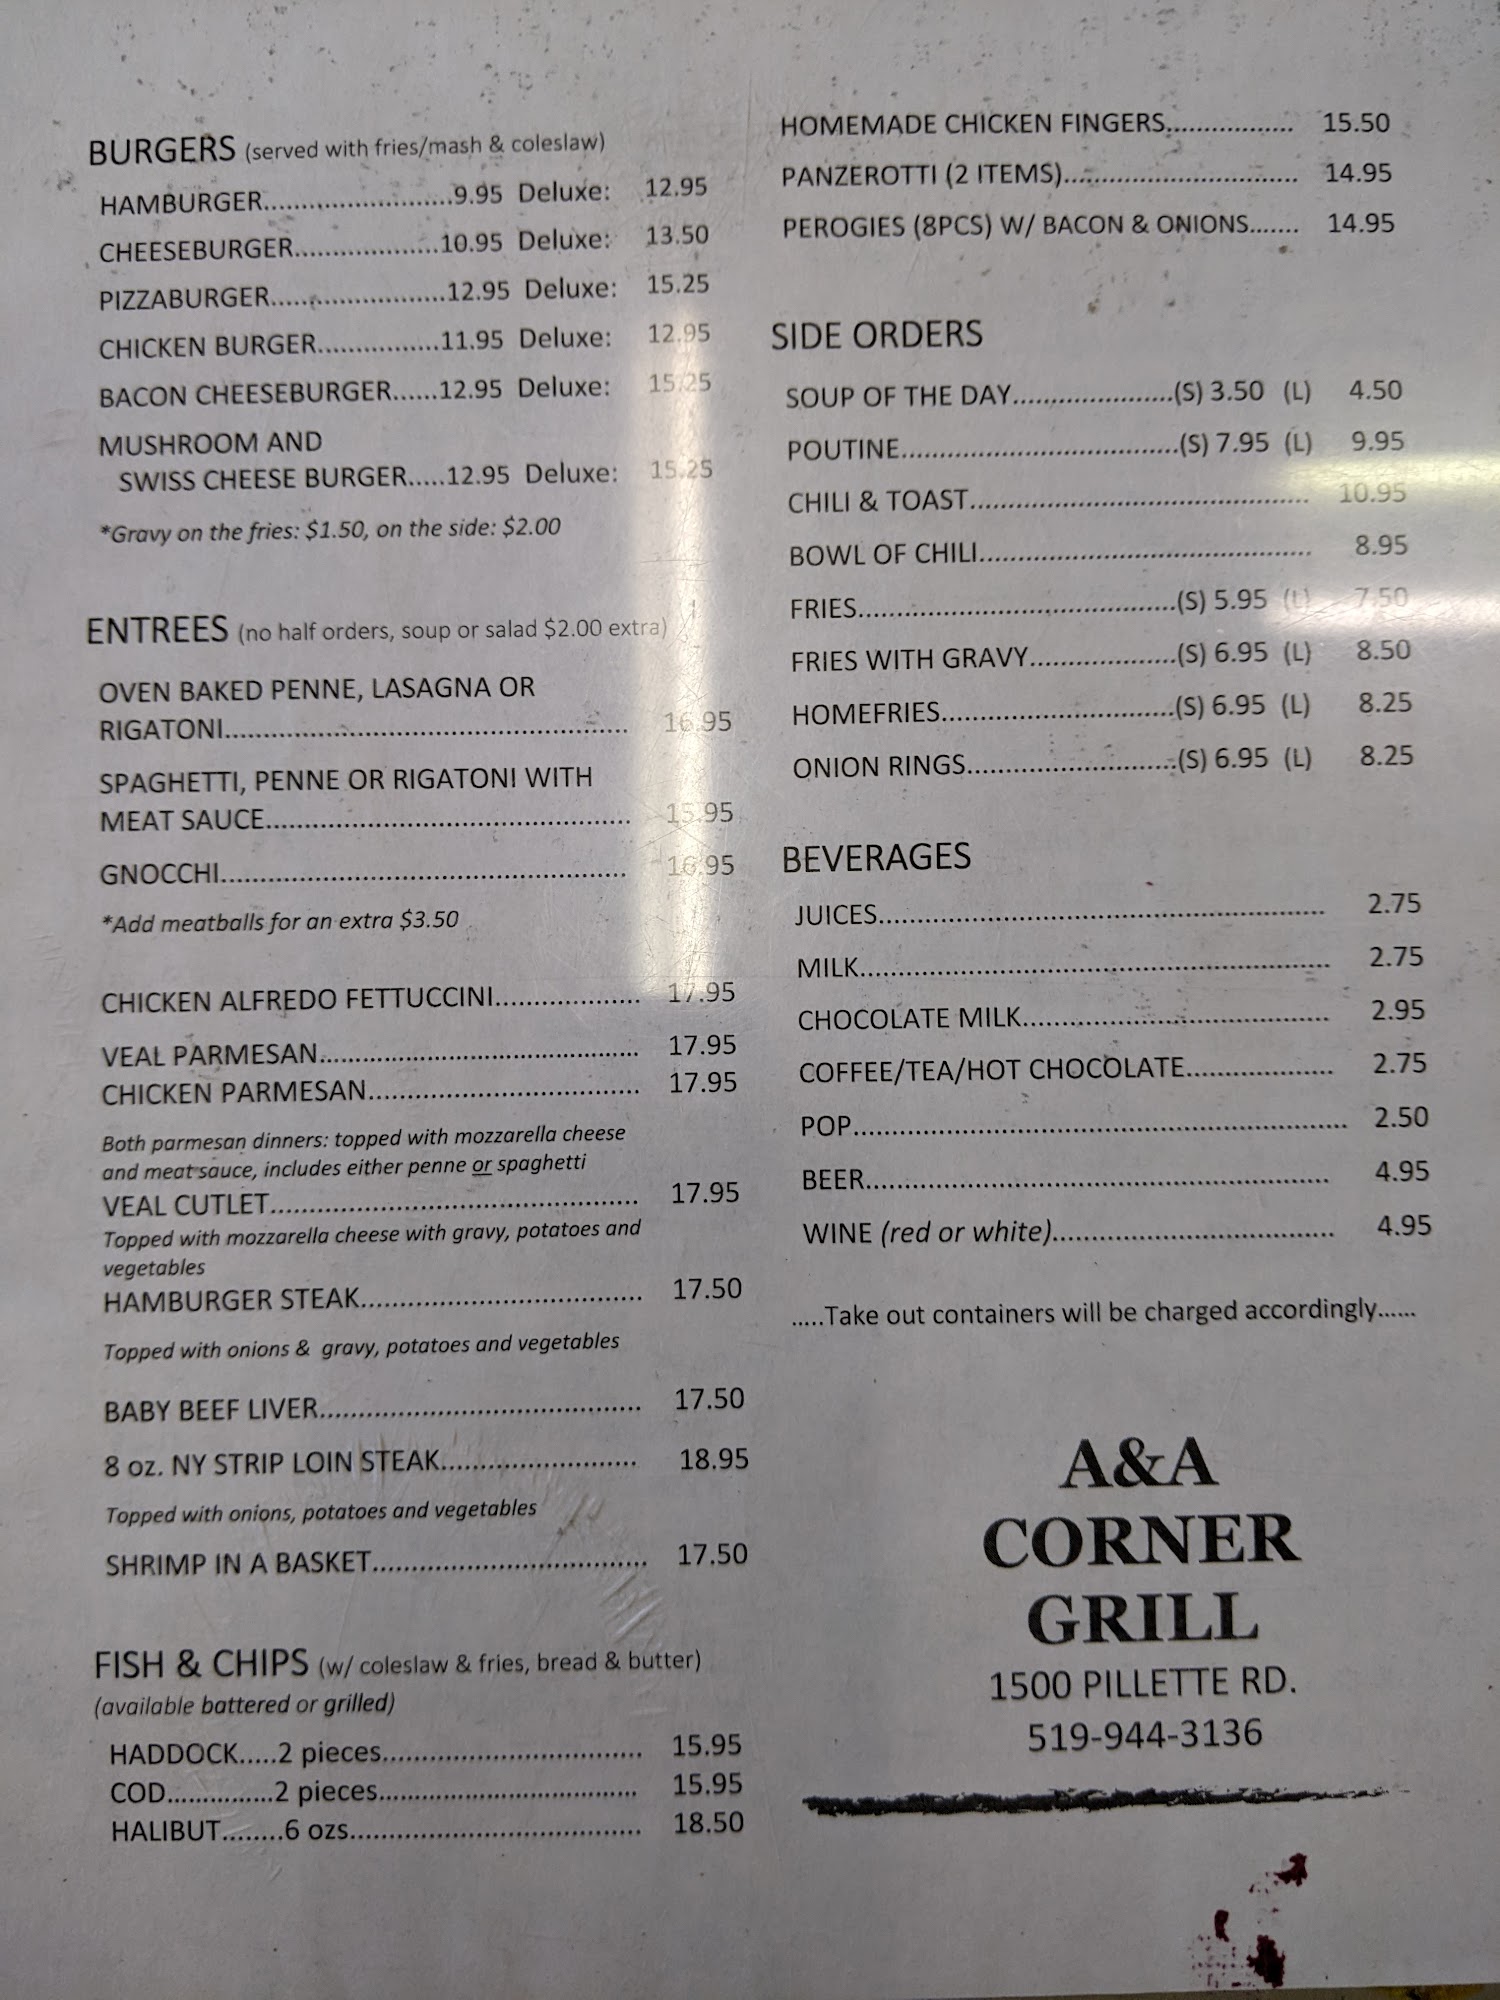 BURGERS (served with fries/mash & coleslaw)
HAMBURGER............................9.95 Deluxe: 12.95
CHEESEBURGER.....................10.95 Deluxe: 13.50
PIZZABURGER..........................12.95 Deluxe: 15.25
CHICKEN BURGER..................11.95 Deluxe: 12.95
BACON CHEESEBURGER......12.95 Deluxe: 15.25
MUSHROOM AND
SWISS CHEESE BURGER.....12.95 Deluxe: 15.25
*Gravy on the fries: $1.50, on the side: $2.00
ENTREES (no half orders, soup or salad $2.00 extra)
OVEN BAKED PENNE, LASAGNA OR
RIGATONI............................................................ 16.95
SPAGHETTI, PENNE OR RIGATONI WITH
MEAT SAUCE...................................................... 15.95
GNOCCHI............................................................ 16.95
*Add meatballs for an extra $3.50
CHICKEN ALFREDO FETTUCCINI..................... 17.95
VEAL PARMESAN............................................... 17.95
CHICKEN PARMESAN........................................ 17.95
Both parmesan dinners: topped with mozzarella cheese
and meat sauce, includes either penne or spaghetti
VEAL CUTLET...................................................... 17.95
Topped with mozzarella cheese with gravy, potatoes and
vegetables
HAMBURGER STEAK.......................................... 17.50
Topped with onions & gravy, potatoes and vegetables
BABY BEEF LIVER................................................ 17.50
8 oz. NY STRIP LOIN STEAK............................. 18.95
Topped with onions, potatoes and vegetables
SHRIMP IN A BASKET......................................... 17.50
FISH & CHIPS (w/ coleslaw & fries, bread & butter)
(available battered or grilled)
HADDOCK.....2 pieces....................................... 15.95
COD...............2 pieces....................................... 15.95
HALIBUT........6 ozs........................................... 18.50
HOMEMADE CHICKEN FINGERS.................. 15.50
PANZEROTTI (2 ITEMS).................................. 14.95
PEROGIES (8PCS) W/ BACON & ONIONS....... 14.95
SIDE ORDERS
SOUP OF THE DAY.......................(S) 3.50 (L) 4.50
POUTINE........................................(S) 7.95 (L) 9.95
CHILI & TOAST................................................. 10.95
BOWL OF CHILI................................................ 8.95
FRIES..............................................(S) 5.95 (L) 7.50
FRIES WITH GRAVY.....................(S) 6.95 (L) 8.50
HOMEFRIES..................................(S) 6.95 (L) 8.25
ONION RINGS..............................(S) 6.95 (L) 8.25
BEVERAGES
JUICES................................................................ 2.75
MILK.................................................................. 2.75
CHOCOLATE MILK............................................ 2.95
COFFEE/TEA/HOT CHOCOLATE..................... 2.75
POP...................................................................... 2.50
BEER.................................................................... 4.95
WINE (red or white)......................................... 4.95
.....Take out containers will be charged accordingly......
A&A
CORNER
GRILL
1500 PILLETTE RD.
519-944-3136